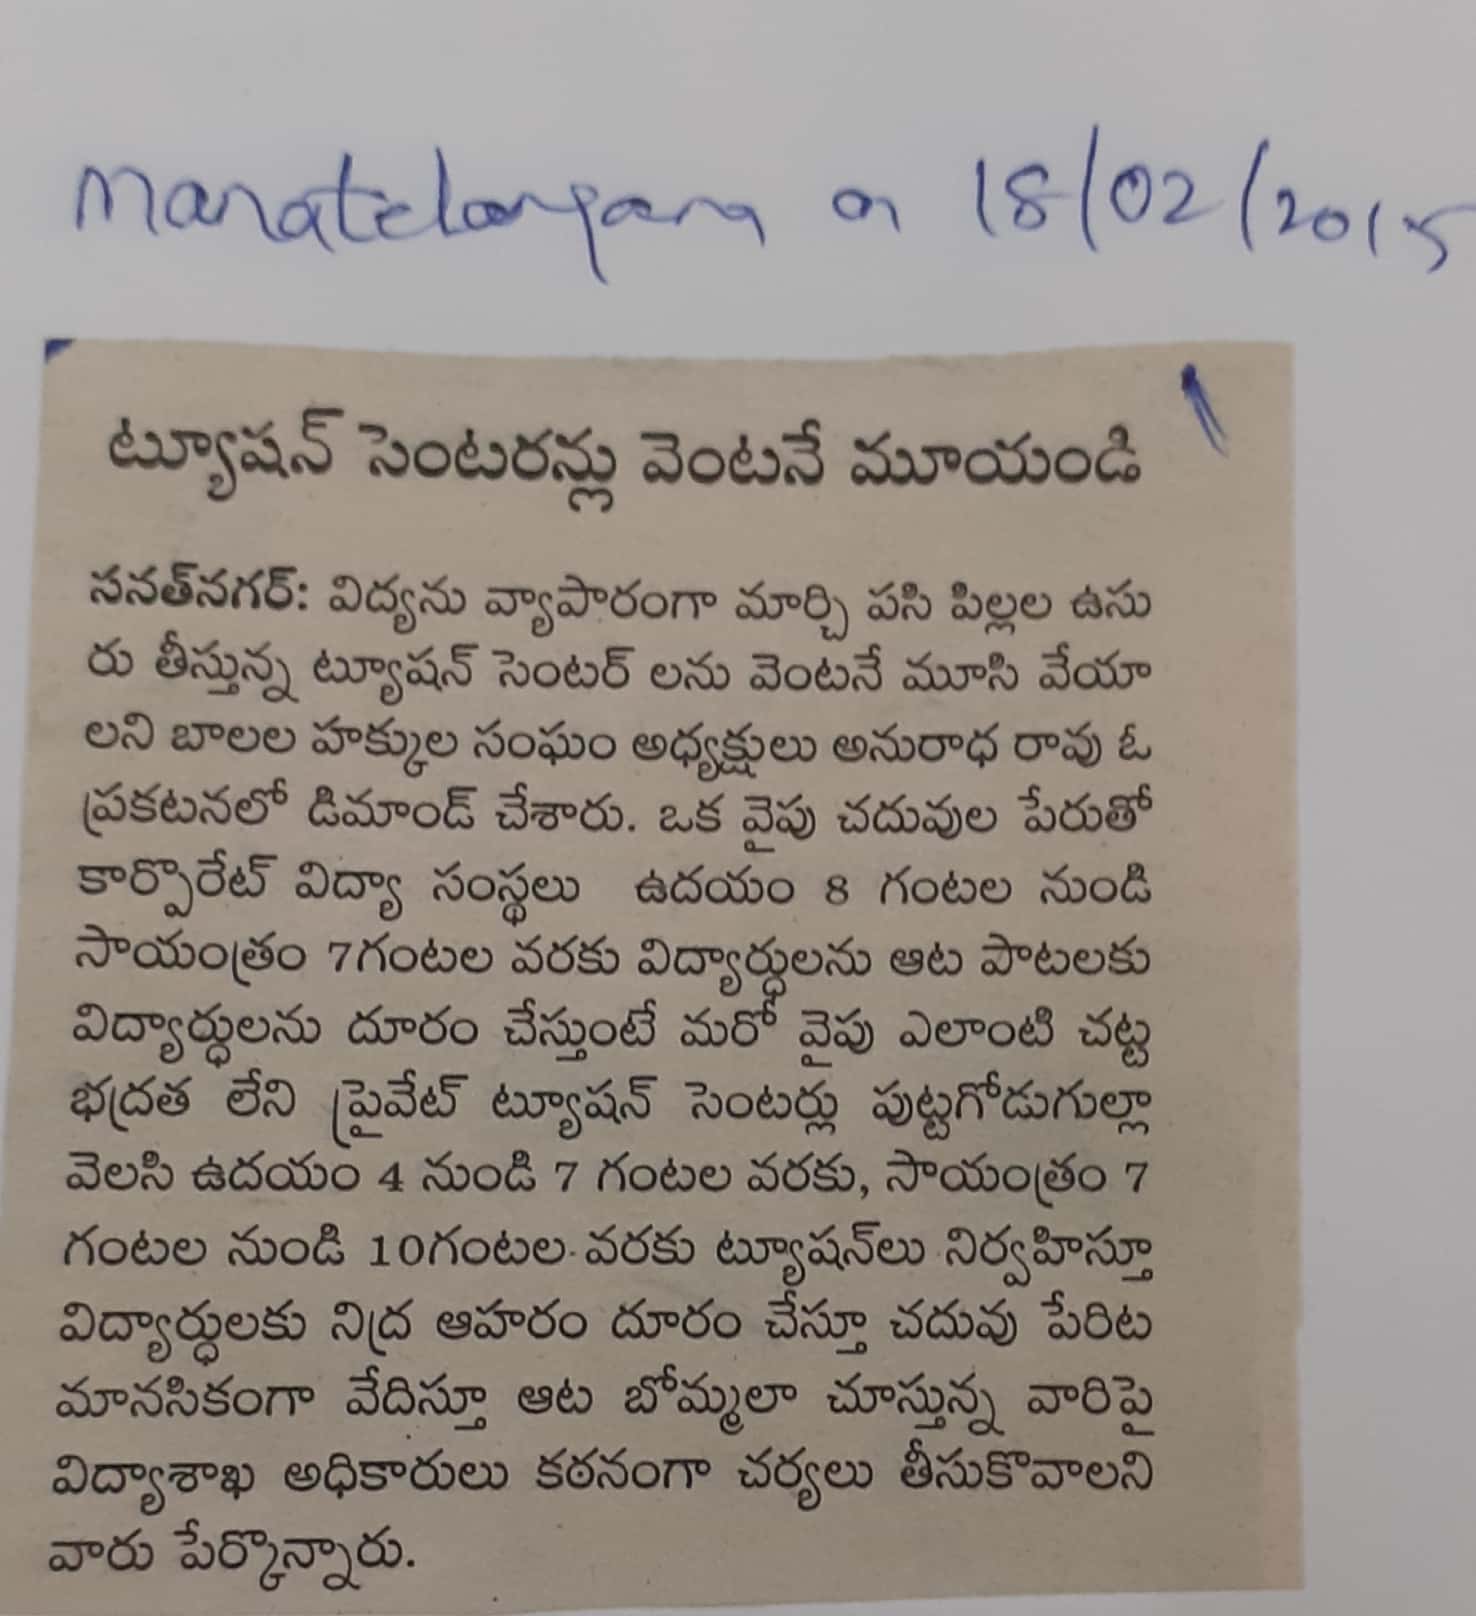 Manatelangana on 18/02/2015
ట్యూషన్ సెంటరన్లు వెంటనే మూయండి
సనత్‌నగర్: విద్యను వ్యాపారంగా మార్చి పసి పిల్లల ఉసు
రు తీస్తున్న ట్యూషన్ సెంటర్ లను వెంటనే మూసి వేయా
లని బాలల హక్కుల సంఘం అధ్యక్షులు అనురాధ రావు ఓ
ప్రకటనలో డిమాండ్ చేశారు. ఒక వైపు చదువుల పేరుతో
కార్పొరేట్ విద్యా సంస్థలు ఉదయం 8 గంటల నుండి
సాయంత్రం 7గంటల వరకు విద్యార్ధులను ఆట పాటలకు
విద్యార్ధులను దూరం చేస్తుంటే మరో వైపు ఎలాంటి చట్ట
భద్రత లేని ప్రైవేట్ ట్యూషన్ సెంటర్లు పుట్టగోడుగుల్లా
వెలసి ఉదయం 4 నుండి 7 గంటల వరకు, సాయంత్రం 7
గంటల నుండి 10గంటల వరకు ట్యూషన్‌లు నిర్వహిస్తూ
విద్యార్ధులకు నిద్ర ఆహరం దూరం చేస్తూ చదువు పేరిట
మానసికంగా వేదిస్తూ ఆట బోమ్మలా చూస్తున్న వారిపై
విద్యాశాఖ అధికారులు కఠనంగా చర్యలు తీసుకొవాలని
వారు పేర్కొన్నారు.